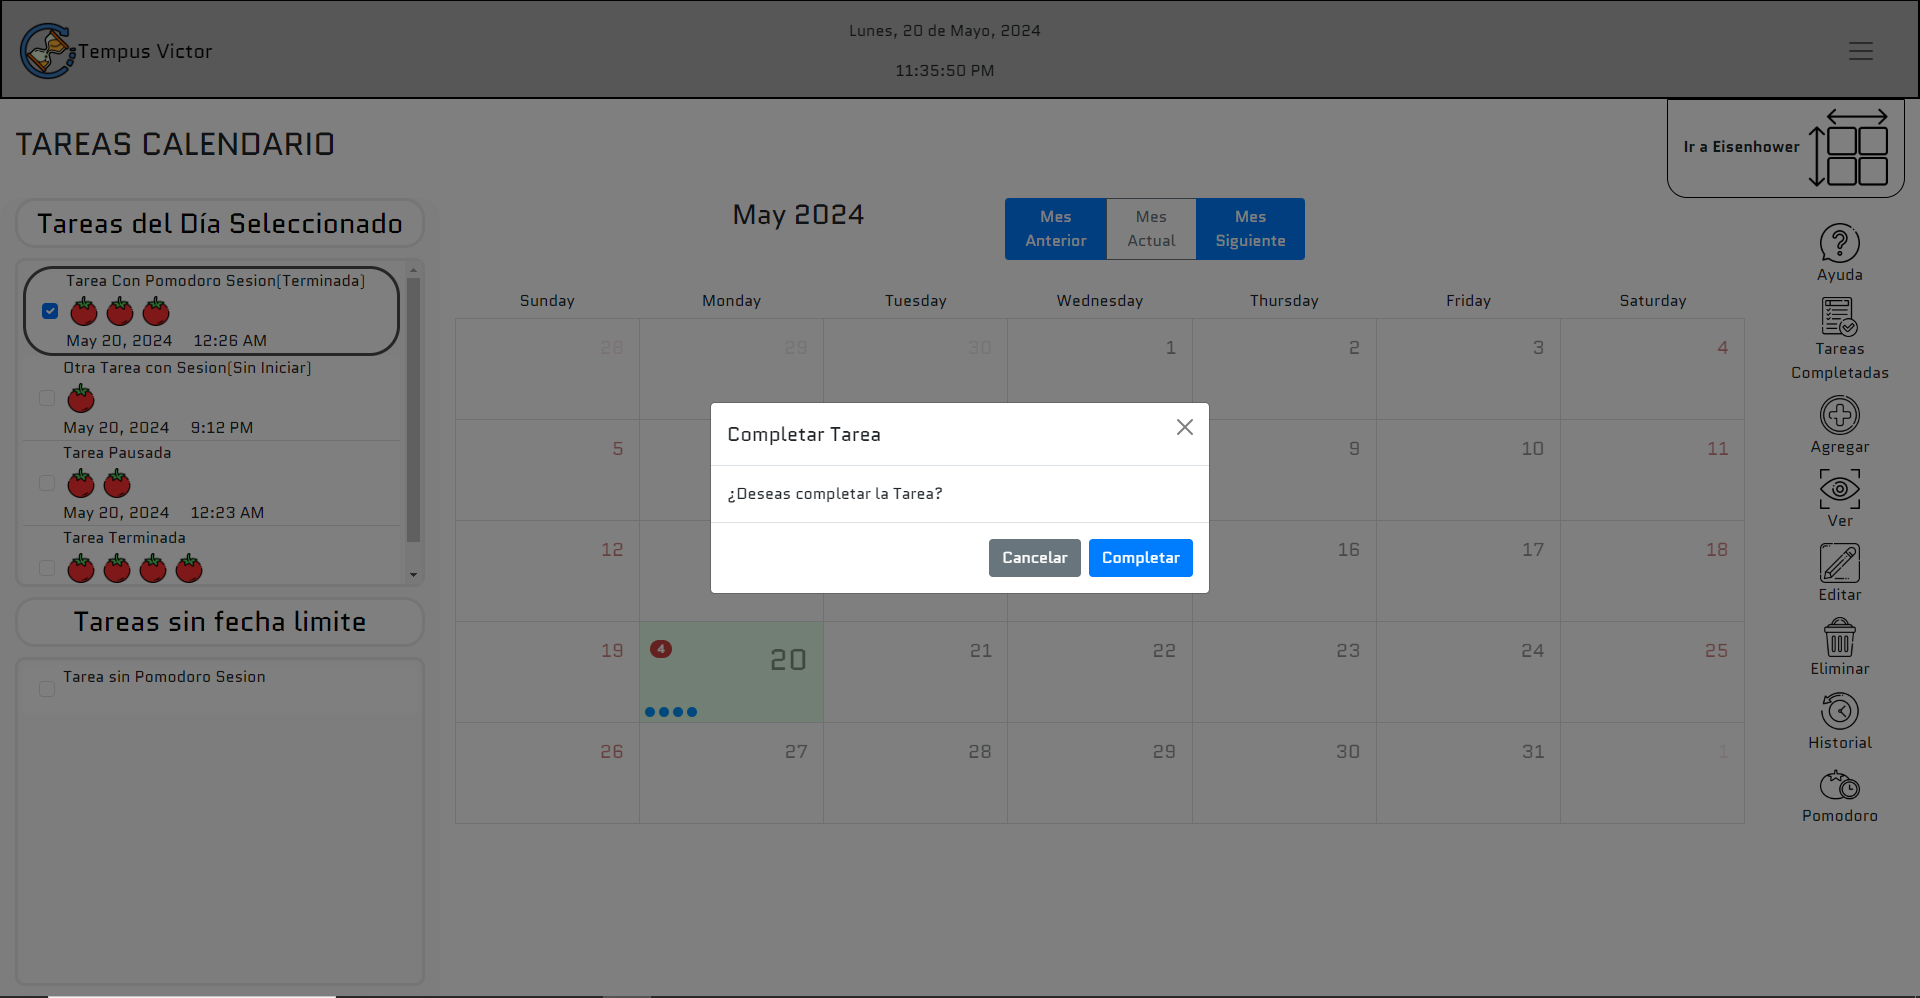 Tempus Victor
Lunes, 20 de Mayo, 2024
11:35:50 PM
TAREAS CALENDARIO
Ir a Eisenhower
Tareas del Día Seleccionado
Tarea Con Pomodoro Sesion(Terminada)
May 20, 2024 12:26 AM
Otra Tarea con Sesion(Sin Iniciar)
May 20, 2024 9:12 PM
Tarea Pausada
May 20, 2024 12:23 AM
Tarea Terminada
Tareas sin fecha limite
Tarea sin Pomodoro Sesion
May 2024
Mes Anterior
Mes Actual
Mes Siguiente
Sunday Monday Tuesday Wednesday Thursday Friday Saturday
28 29 30 1 2 3 4
5 9 10 11
12 16 17 18
19 4 20 21 22 23 24 25
26 27 28 29 30 31 1
Completar Tarea
¿Deseas completar la Tarea?
Cancelar Completar
Ayuda
Tareas
Completadas
Agregar
Ver
Editar
Eliminar
Historial
Pomodoro